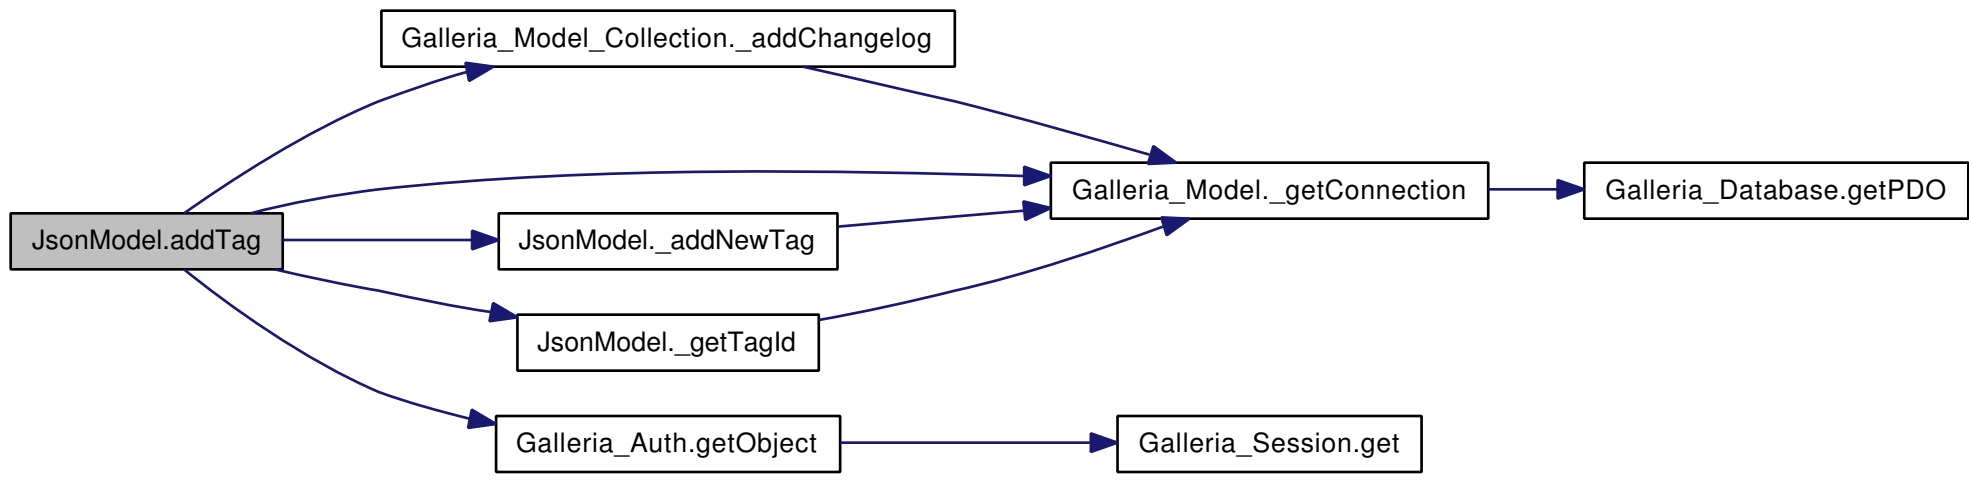 Galleria_Model_Collection._addChangelog
Galleria_Model._getConnection
Galleria_Database.getPDO
JsonModel.addTag
JsonModel._addNewTag
JsonModel._getTagId
Galleria_Auth.getObject
Galleria_Session.get